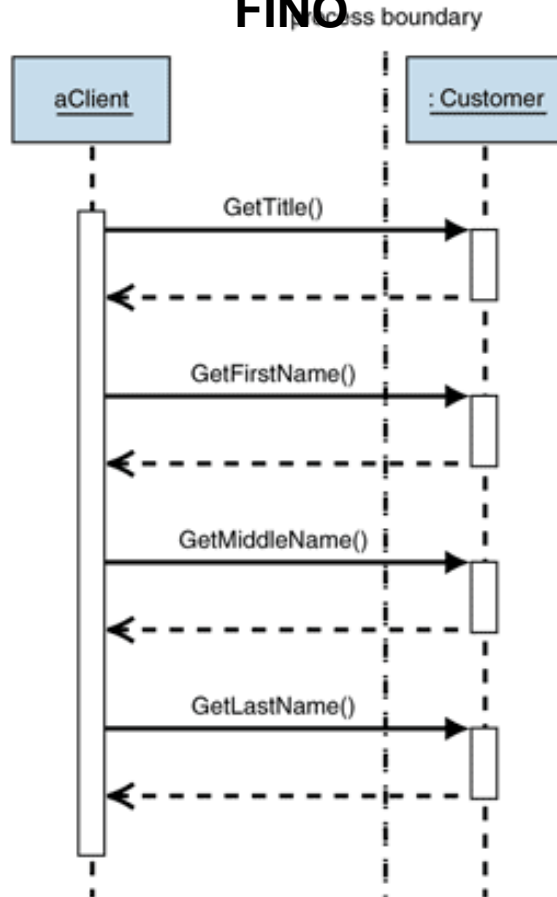 FINO
process boundary
aClient
: Customer
GetTitle()
GetFirstName()
GetMiddleName()
GetLastName()